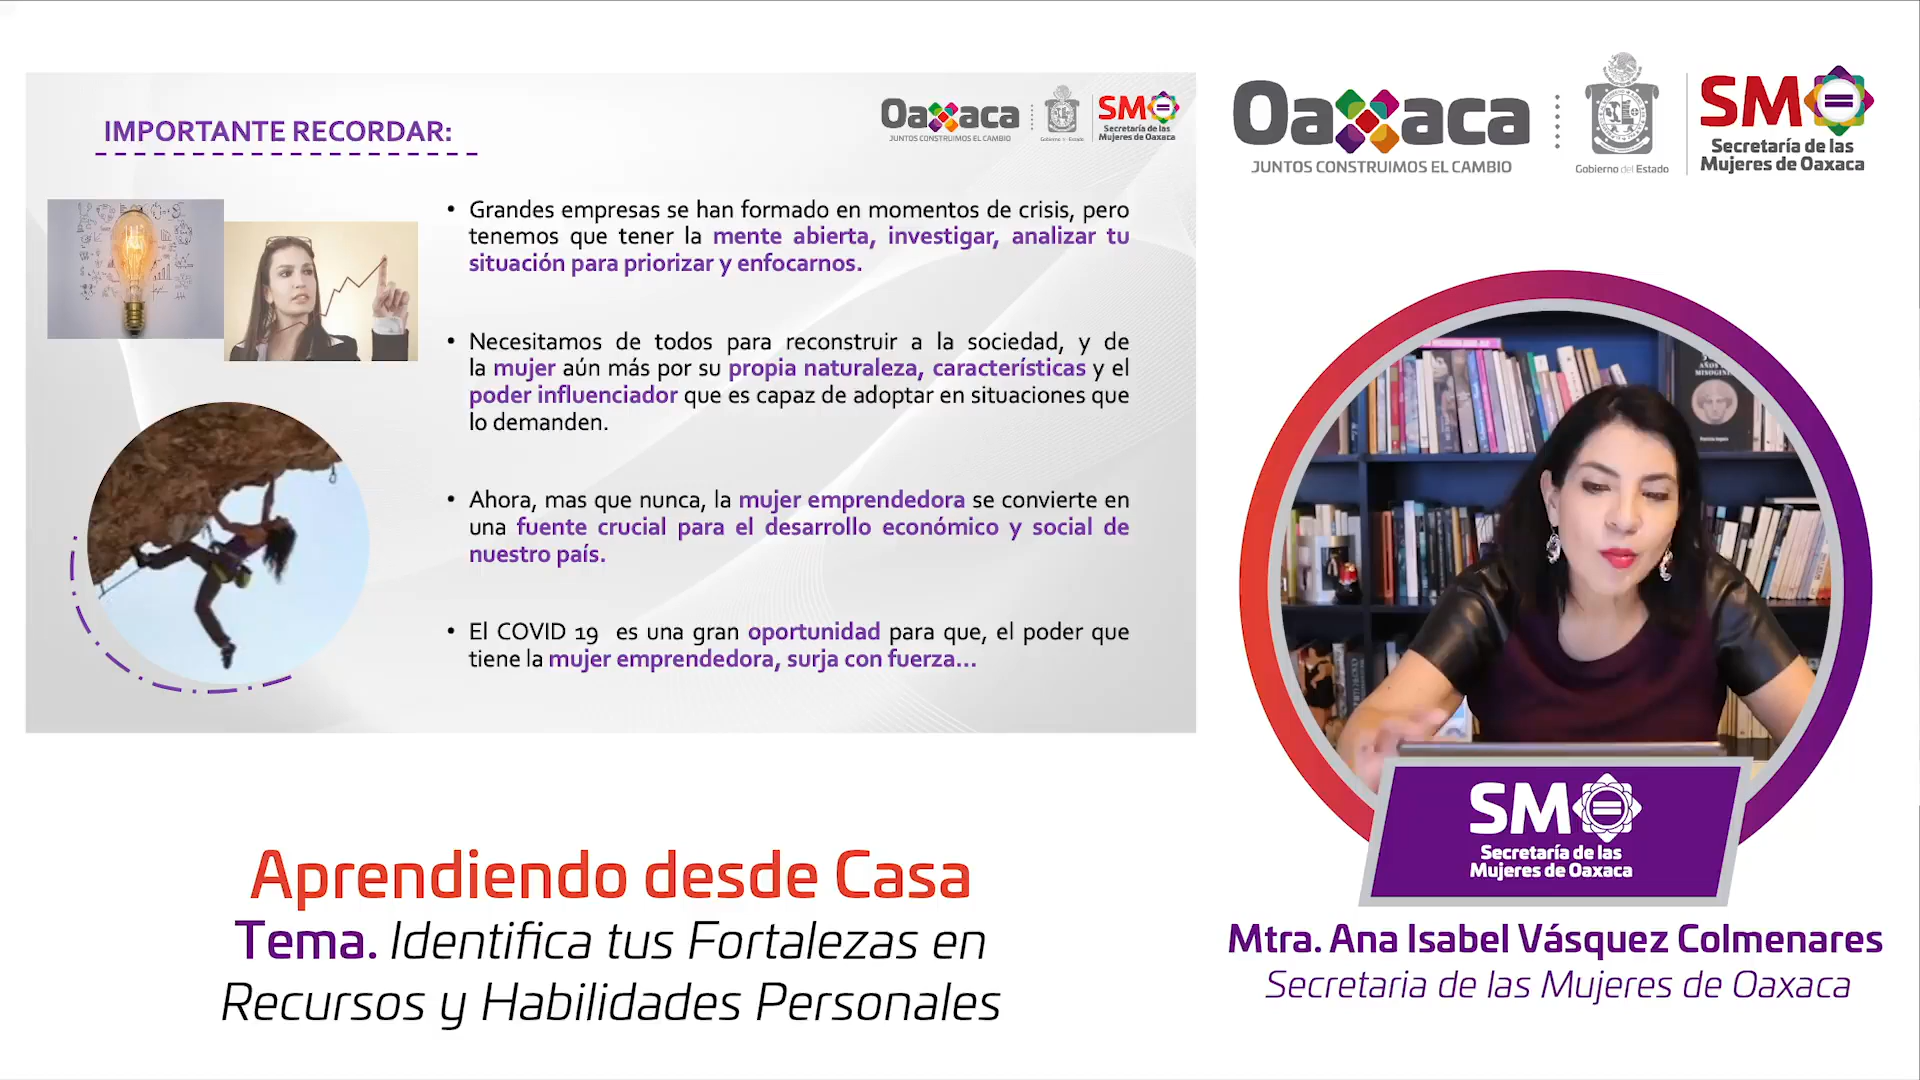 IMPORTANTE RECORDAR:
Oaxaca
JUNTOS CONSTRUIMOS EL CAMBIO
SM
Secretaría de las
Mujeres de Oaxaca
• Grandes empresas se han formado en momentos de crisis, pero
tenemos que tener la mente abierta, investigar, analizar tu
situación para priorizar y enfocarnos.
• Necesitamos de todos para reconstruir a la sociedad, y de
la mujer aún más por su propia naturaleza, características y el
poder influenciador que es capaz de adoptar en situaciones que
lo demanden.
• Ahora, mas que nunca, la mujer emprendedora se convierte en
una fuente crucial para el desarrollo económico y social de
nuestro país.
• El COVID 19 es una gran oportunidad para que, el poder que
tiene la mujer emprendedora, surja con fuerza...
Oaxaca
JUNTOS CONSTRUIMOS EL CAMBIO
Gobierno del Estado
SM
Secretaría de las
Mujeres de Oaxaca
SM
Secretaría de las
Mujeres de Oaxaca
Aprendiendo desde Casa
Tema. Identifica tus Fortalezas en
Recursos y Habilidades Personales
Mtra. Ana Isabel Vásquez Colmenares
Secretaria de las Mujeres de Oaxaca